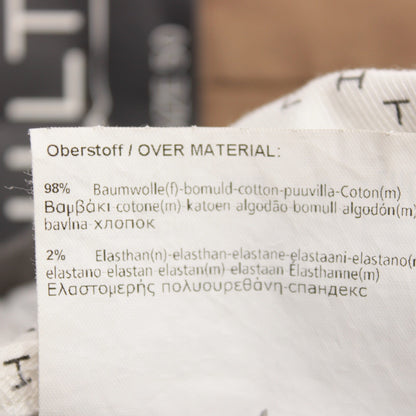 Oberstoff / OVER MATERIAL:
98% Baumwolle(f)-bomuld-cotton-puuvilla-Coton(m)
Βαμβάκι-cotone(m)-katoen-algodão-bomull-algodón(m)
bavlna-хлопок
2% Elasthan(n)-elasthan-elastane-elastaani-elastano(
elastano-elastan-elastan(m)-elastaan Élasthanne(m)
Ελαστομερής πολυουρεθάνη-спандекс